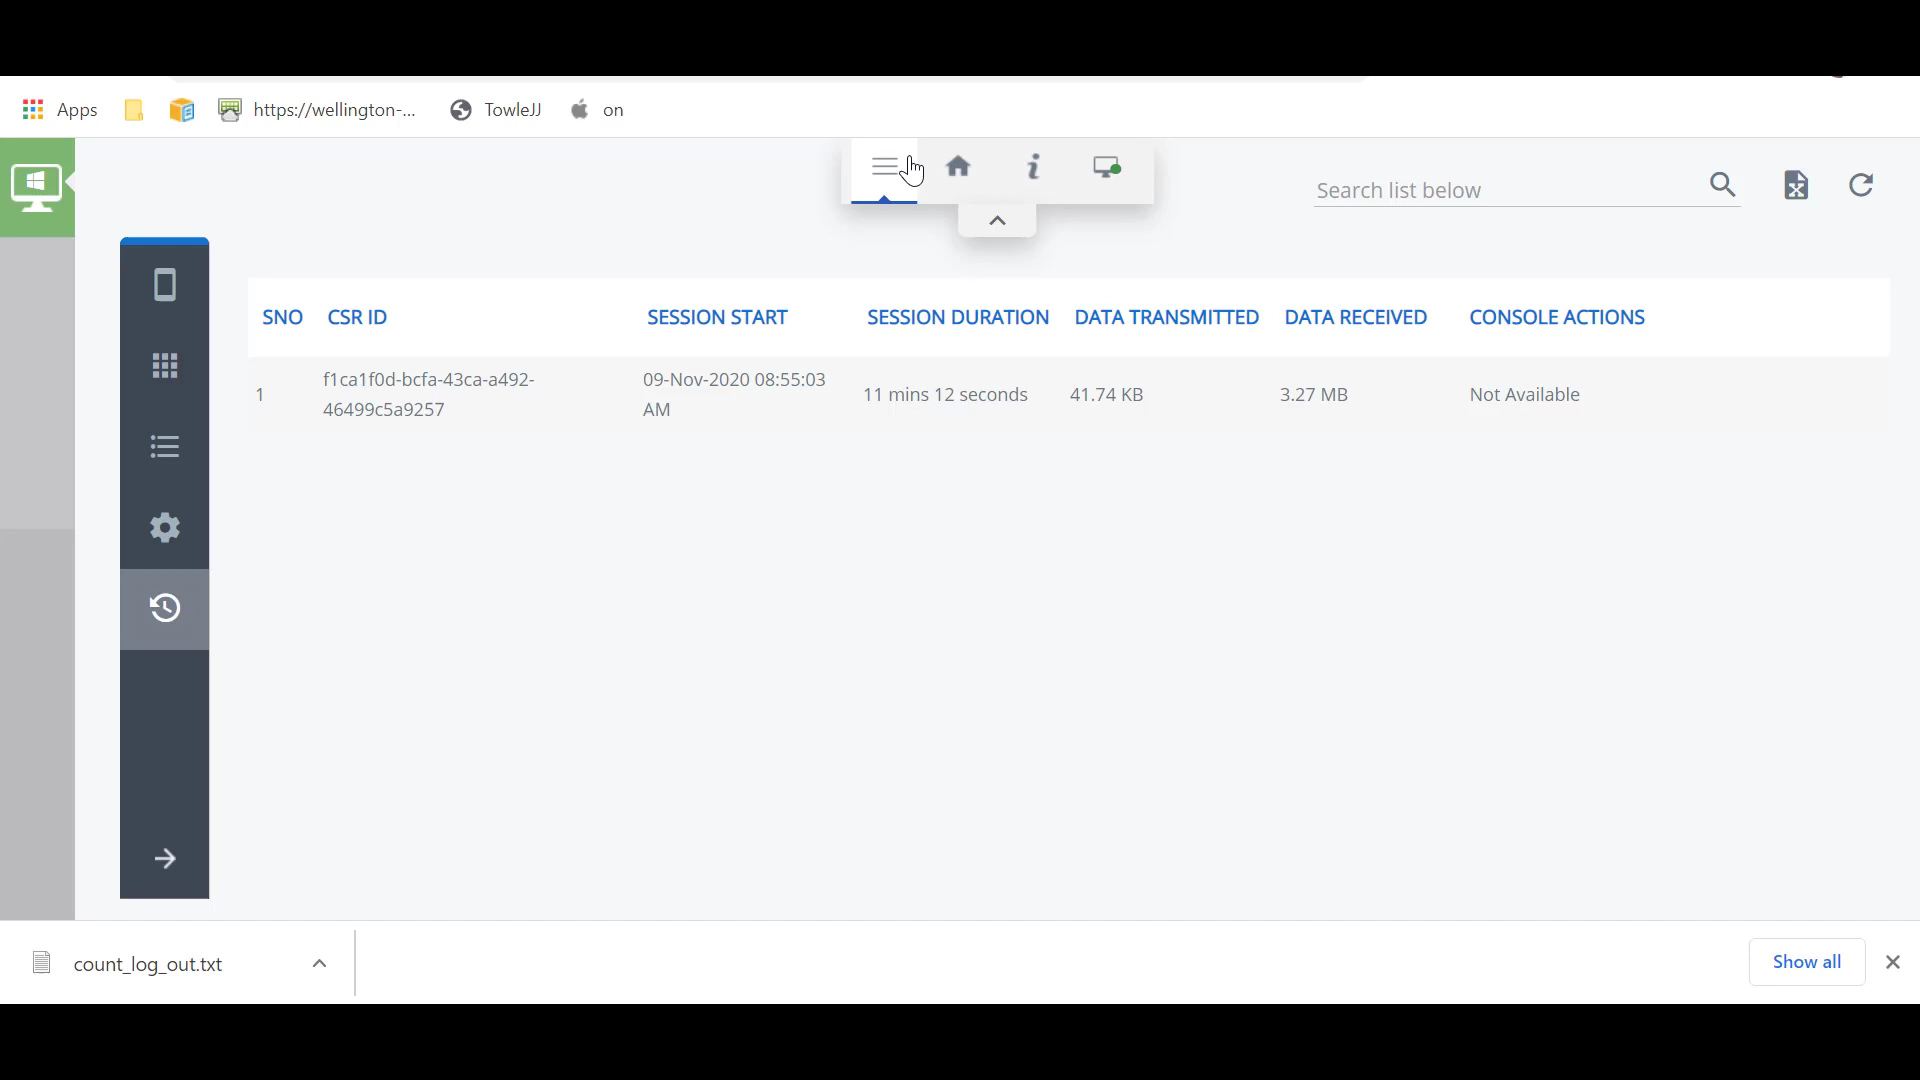 Apps https://wellington-... TowleJJ on
Search list below
SNO CSR ID SESSION START SESSION DURATION DATA TRANSMITTED DATA RECEIVED CONSOLE ACTIONS
1 f1ca1f0d-bcfa-43ca-a492- 09-Nov-2020 08:55:03 11 mins 12 seconds 41.74 KB 3.27 MB Not Available
46499c5a9257 AM
count_log_out.txt Show all